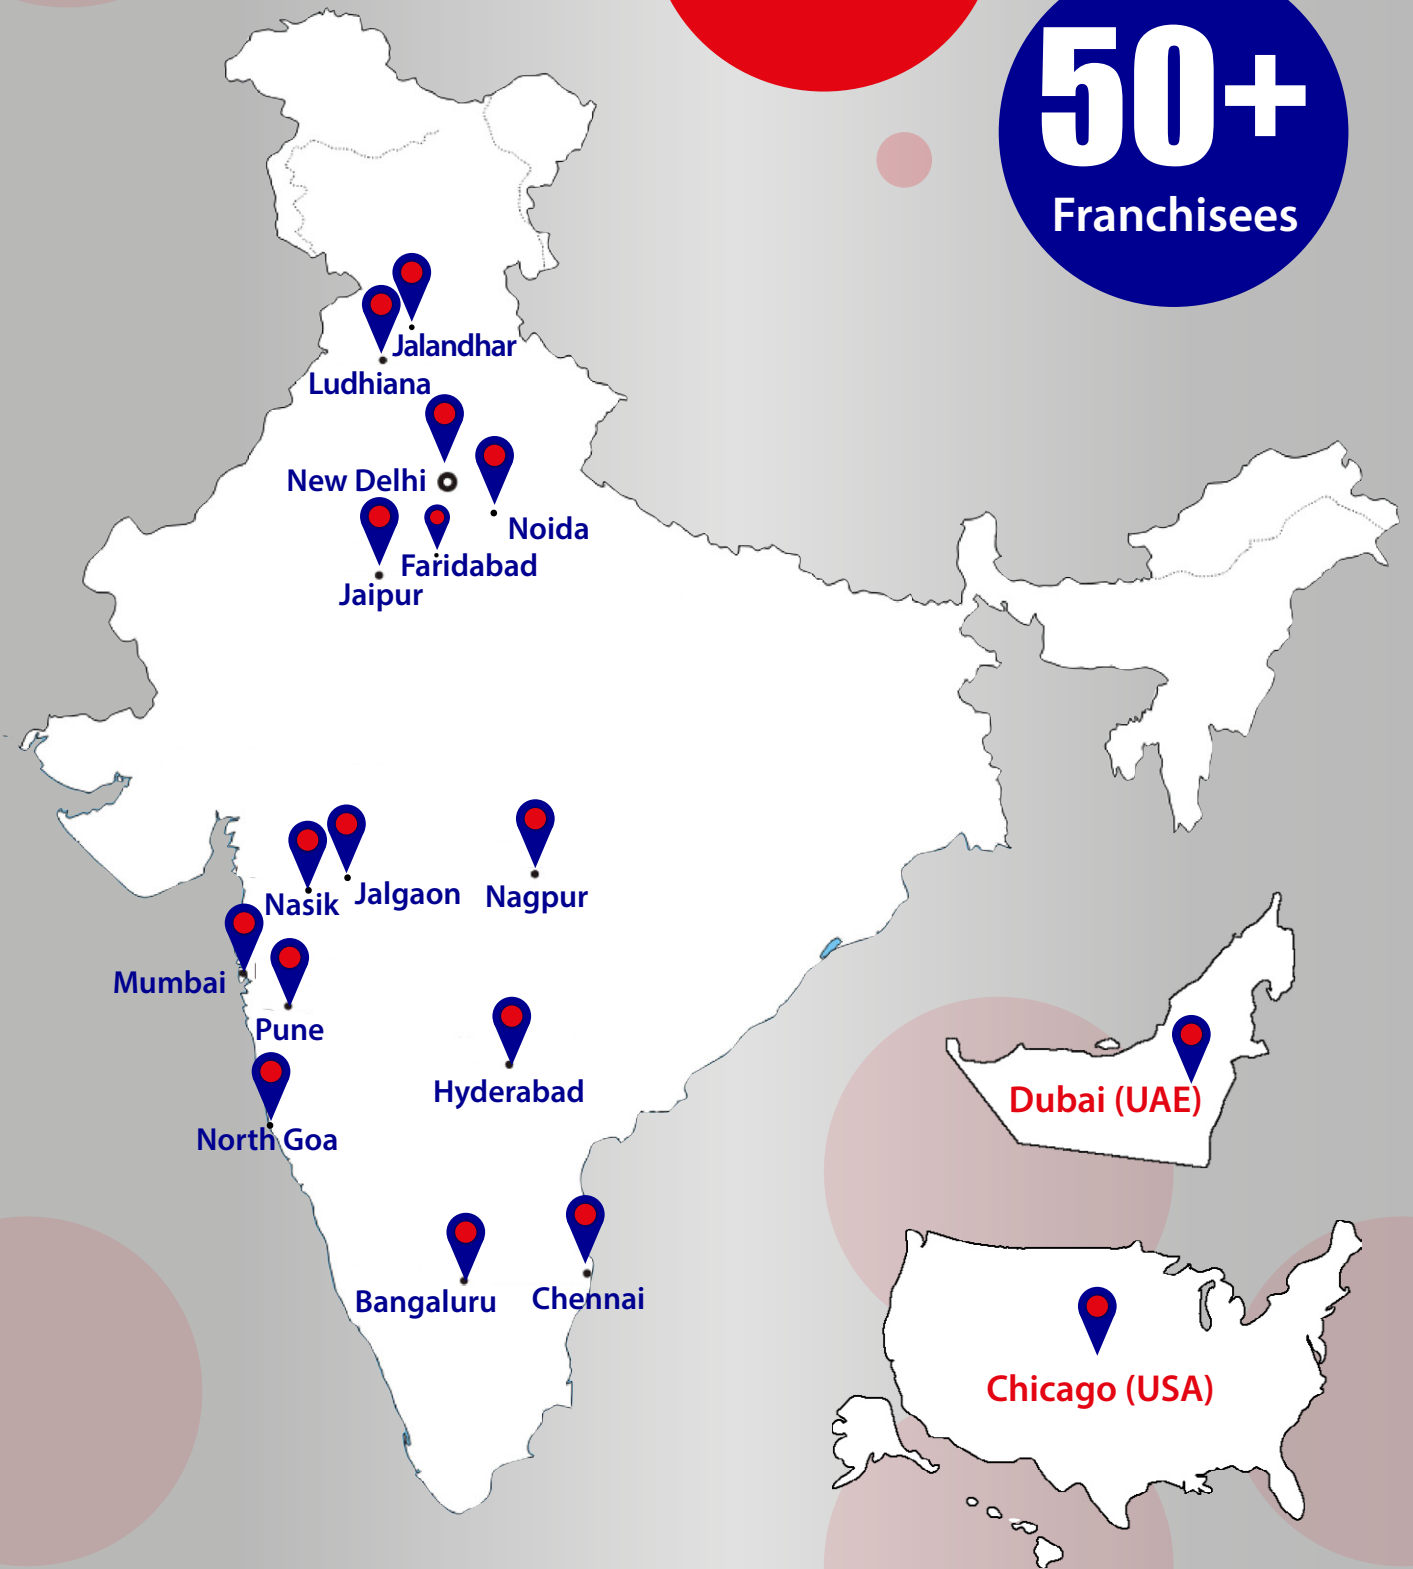 50+
Franchisees
Jalandhar
Ludhiana
New Delhi
Noida
Faridabad
Jaipur
Nasik
Jalgaon
Nagpur
Mumbai
Pune
Hyderabad
North Goa
Dubai (UAE)
Bangaluru
Chennai
Chicago (USA)